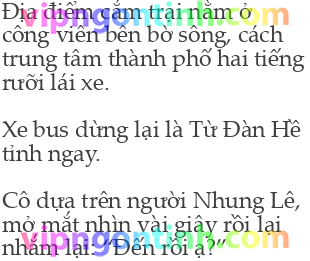 Địa điểm cắm trại nằm ở
công viên bên bờ sông, cách
trung tâm thành phố hai tiếng
rưỡi lái xe.
Xe bus dừng lại là Từ Đàn Hề
tỉnh ngay.
Cô dựa trên người Nhung Lê,
mở mắt nhìn vài giây rồi lại
nhắm lại: “Đến rồi ạ?”
vipngontinh.com
vipngontinh.com